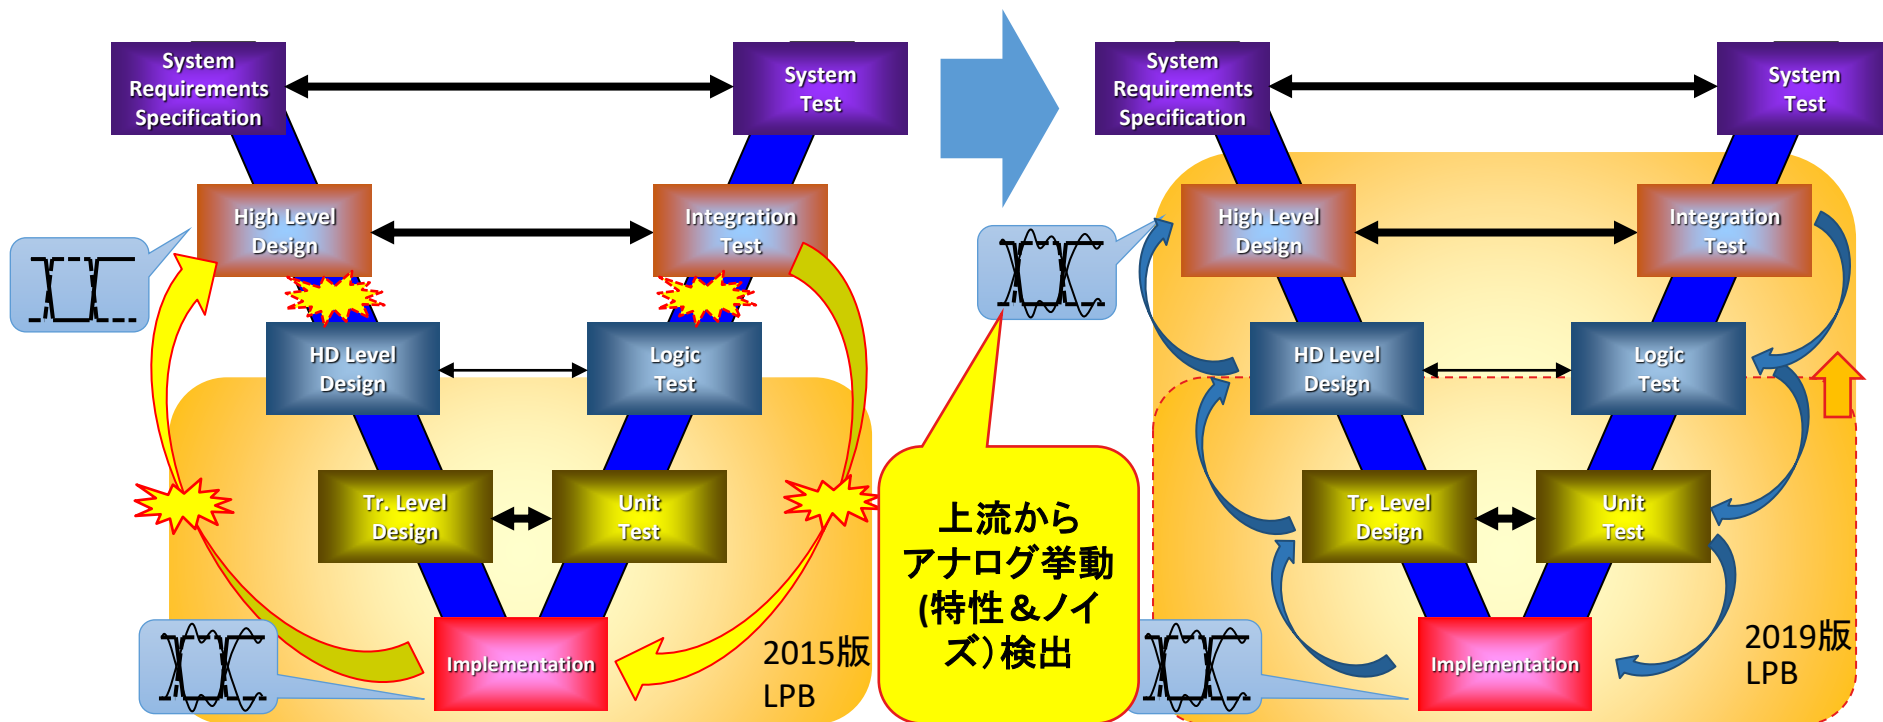 System
Requirements
Specification
System
Test
High Level
Design
Integration
Test
HD Level
Design
Logic
Test
Tr. Level
Design
Unit
Test
Implementation
2015版
LPB
上流から
アナログ挙動
(特性＆ノイ
ズ)検出
System
Requirements
Specification
System
Test
High Level
Design
Integration
Test
HD Level
Design
Logic
Test
Tr. Level
Design
Unit
Test
Implementation
2019版
LPB